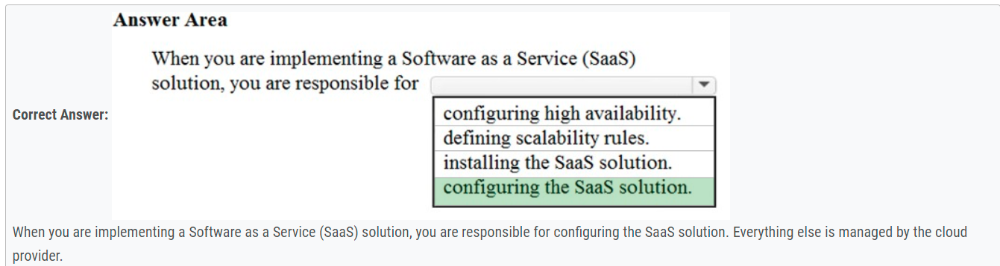 Answer Area
When you are implementing a Software as a Service (SaaS)
solution, you are responsible for
Correct Answer:
configuring high availability.
defining scalability rules.
installing the SaaS solution.
configuring the SaaS solution.
When you are implementing a Software as a Service (SaaS) solution, you are responsible for configuring the SaaS solution. Everything else is managed by the cloud
provider.